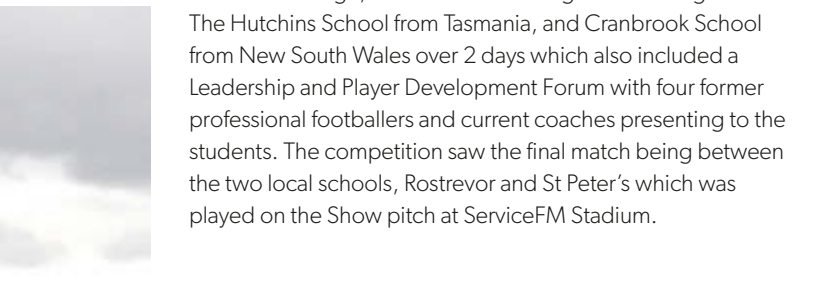 The Hutchins School from Tasmania, and Cranbrook School
from New South Wales over 2 days which also included a
Leadership and Player Development Forum with four former
professional footballers and current coaches presenting to the
students. The competition saw the final match being between
the two local schools, Rostrevor and St Peter’s which was
played on the Show pitch at ServiceFM Stadium.